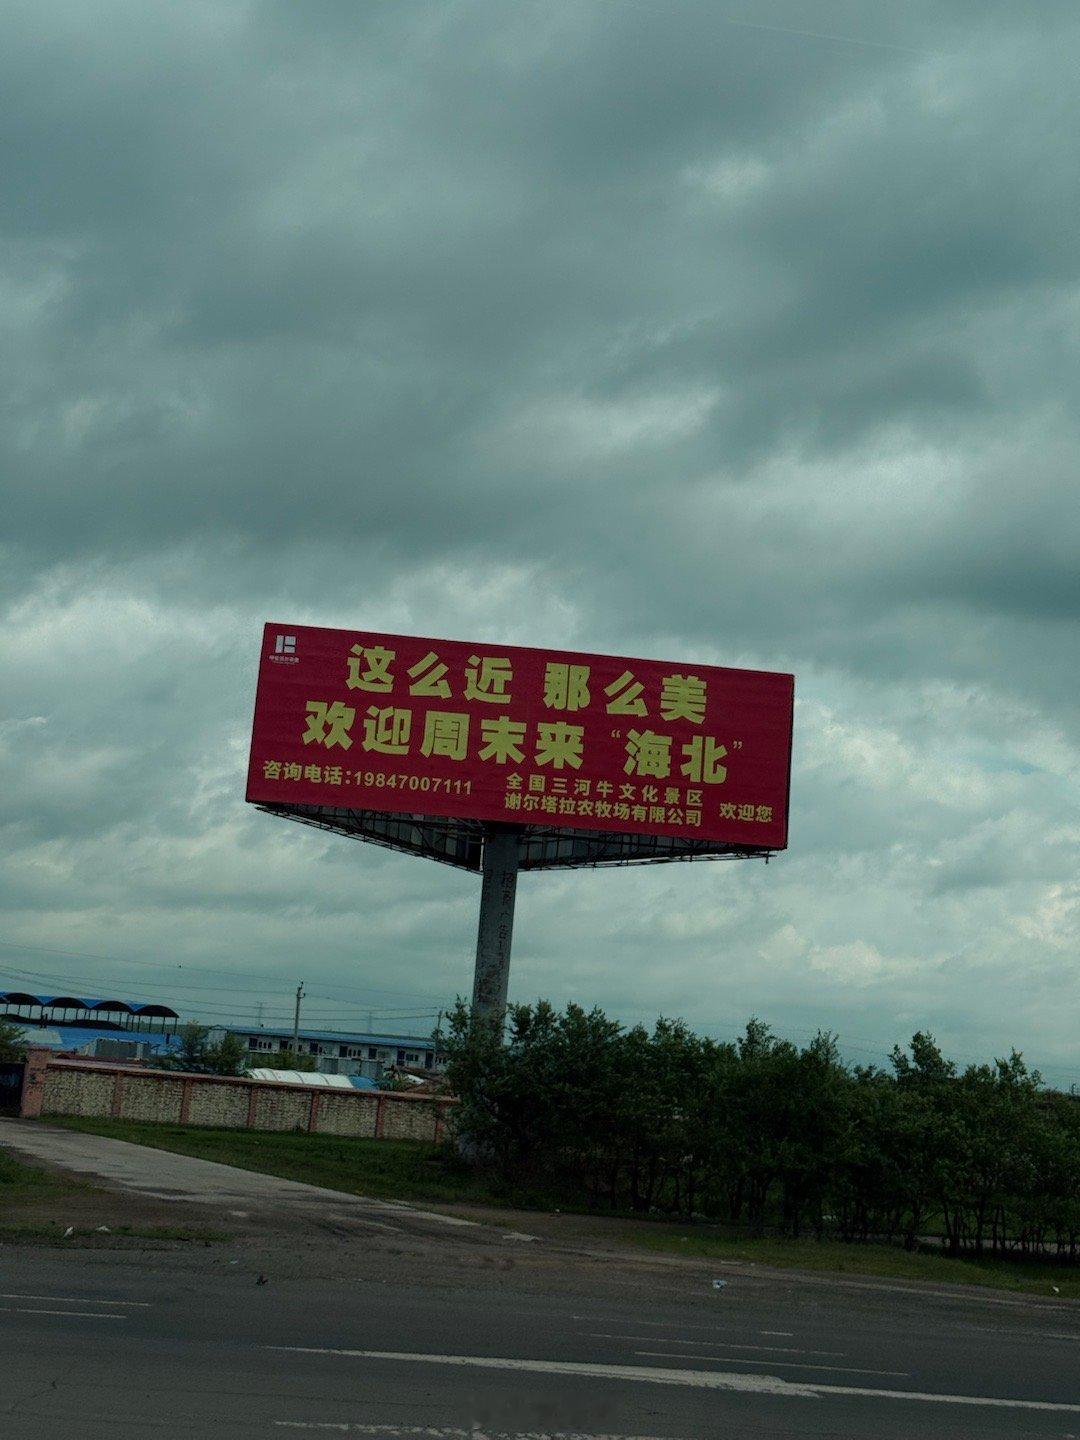 这么近 那么美
欢迎周末来“海北”
咨询电话:19847007111
全国三河牛文化景区
谢尔塔拉农牧场有限公司
欢迎您